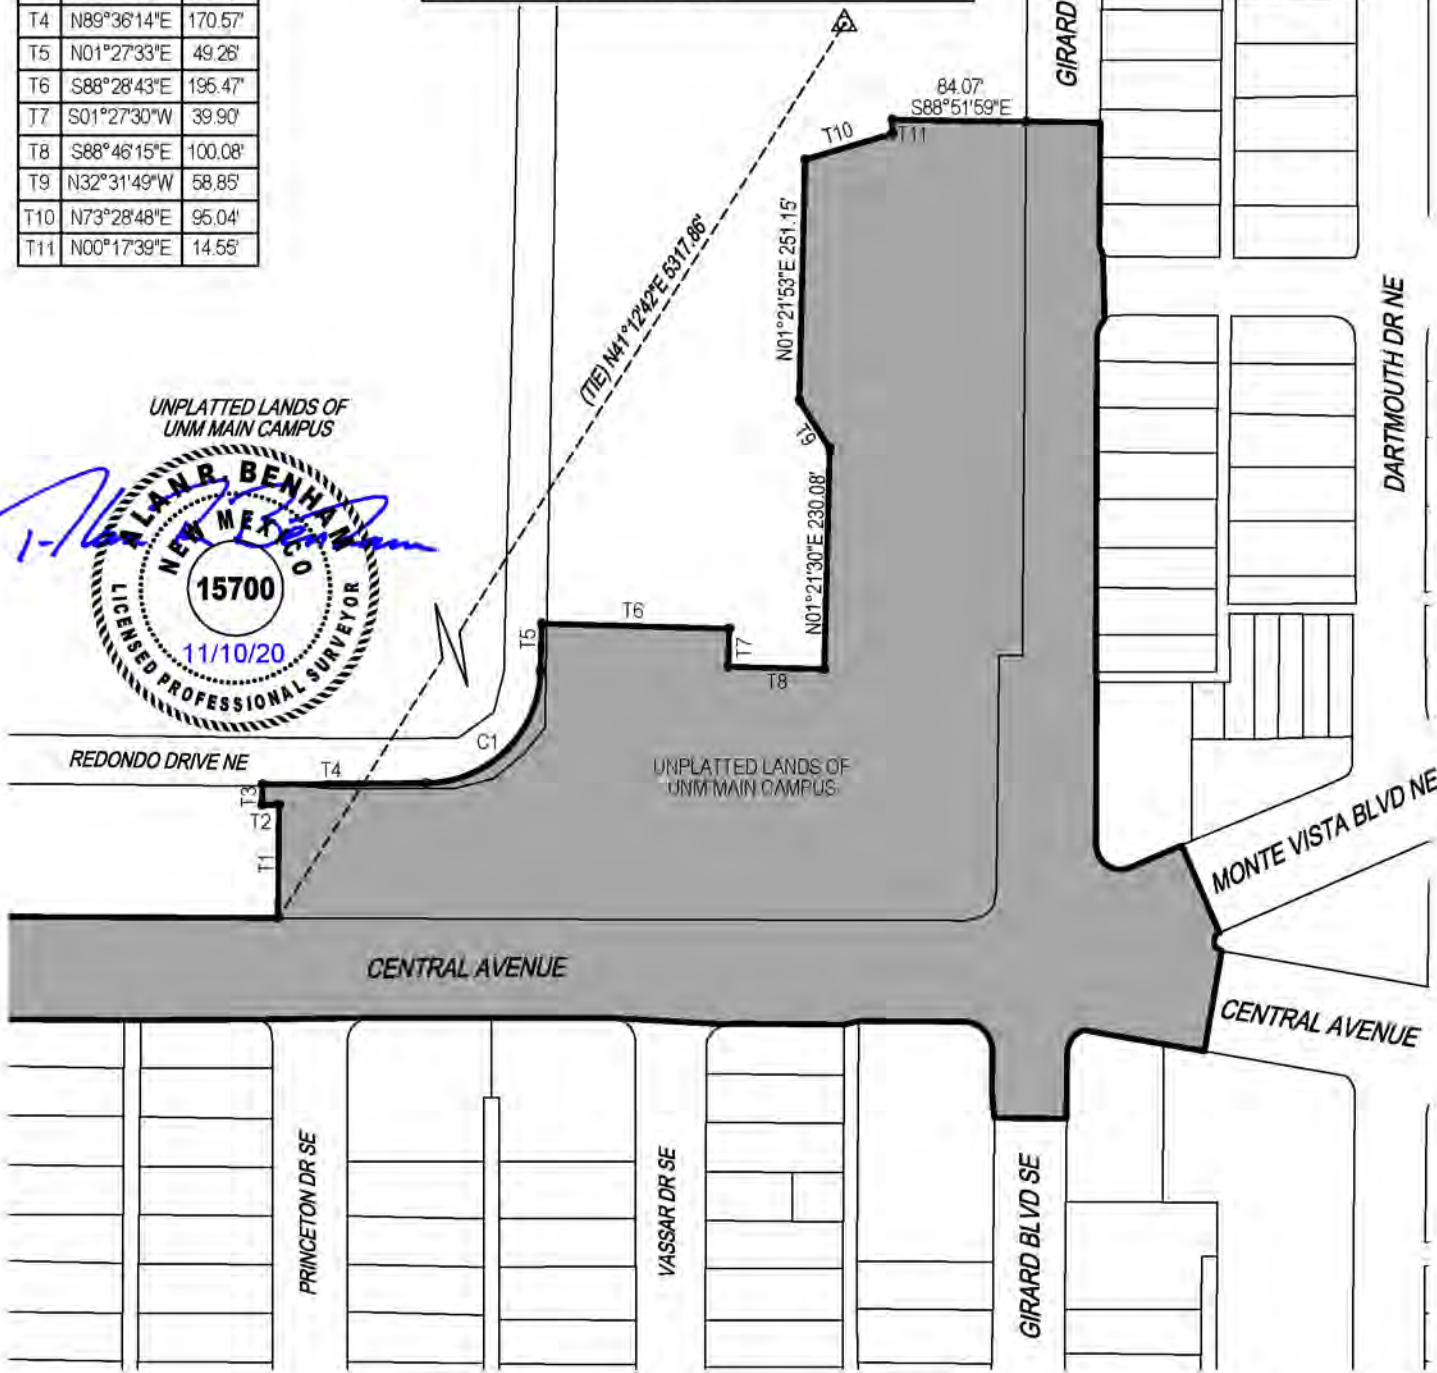 T4 N89°36'14"E 170.57'
T5 N01°27'33"E 49.26'
T6 S88°28'43"E 195.47'
T7 S01°27'30"W 39.90'
T8 S88°46'15"E 100.08'
T9 N32°31'49"W 58.85'
T10 N73°28'48"E 95.04'
T11 N00°17'39"E 14.55'
GIRARD
84.07'
S88°51'59"E
T10
T11
N01°21'53"E 251.15'
(TIE) N41°12'42"E 5317.86'
DARTMOUTH DR NE
UNPLATTED LANDS OF
UNM MAIN CAMPUS
T9
ALAN R. BENHAM
NEW MEXICO
15700
11/10/20
LICENSED PROFESSIONAL SURVEYOR
N01°21'30"E 230.08'
T6
T5
T7
T8
C1
REDONDO DRIVE NE
T4
T3
T2
T1
UNPLATTED LANDS OF
UNM MAIN CAMPUS
MONTE VISTA BLVD NE
CENTRAL AVENUE
CENTRAL AVENUE
PRINCETON DR SE
VASSAR DR SE
GIRARD BLVD SE